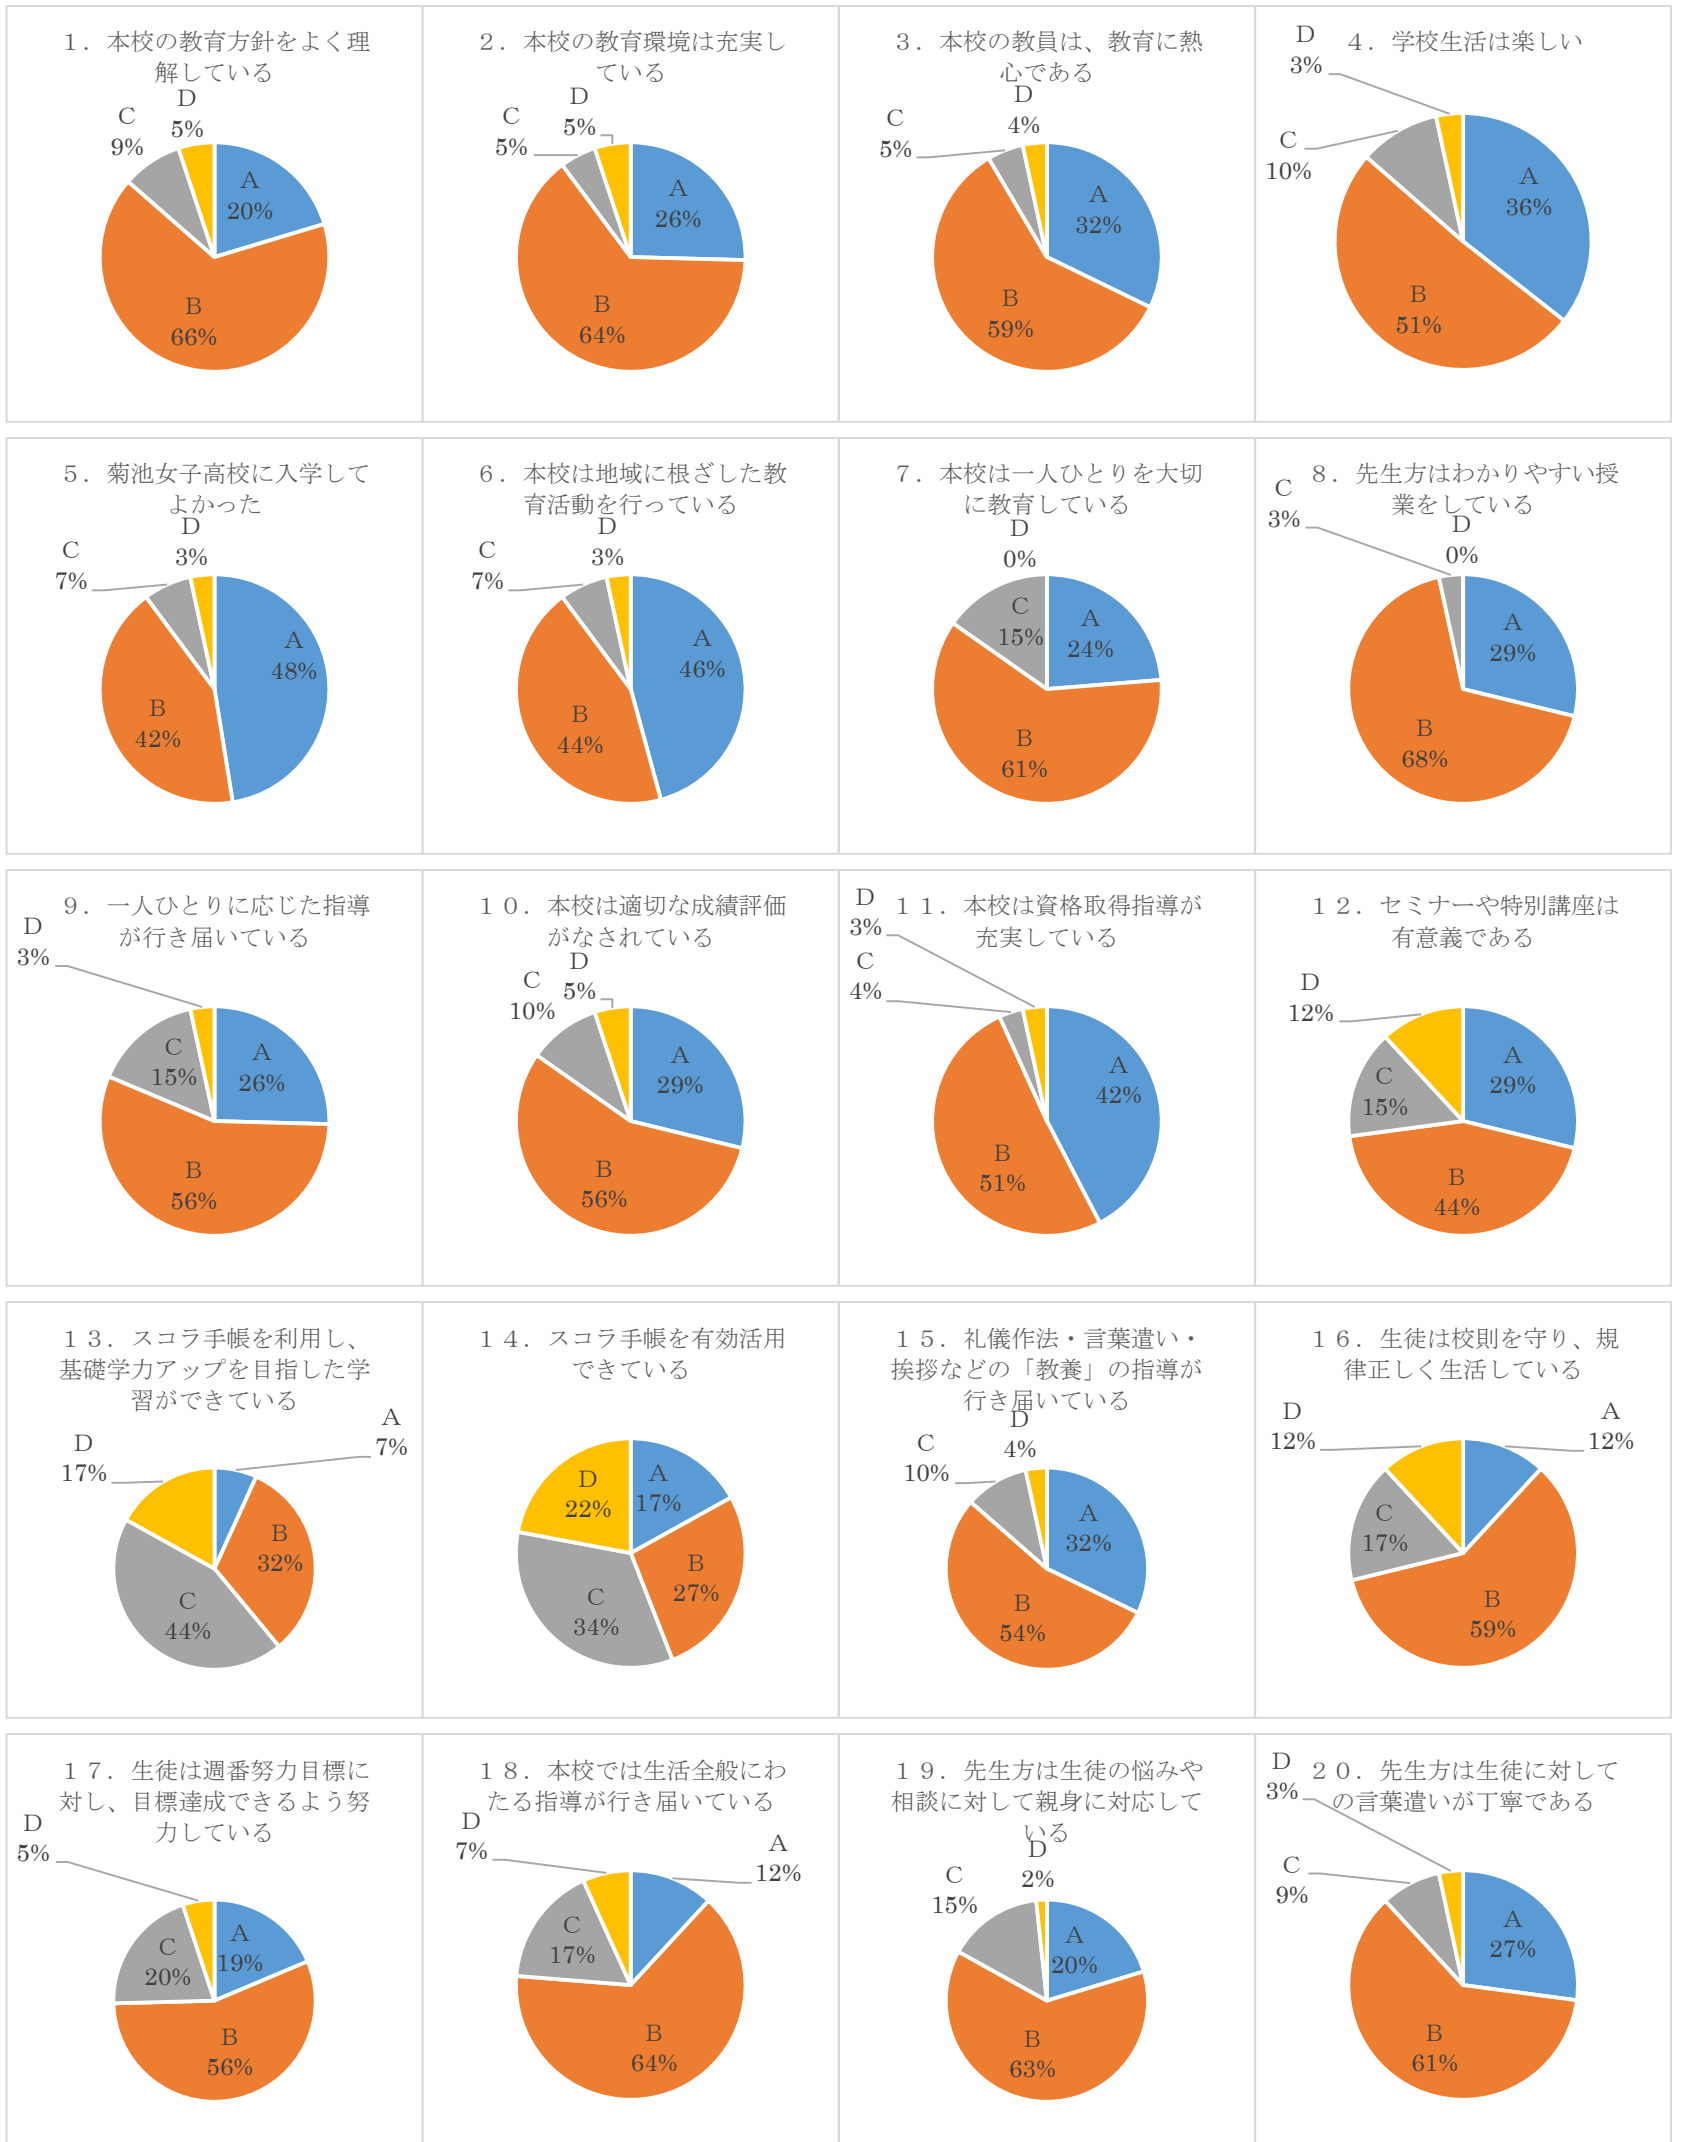 １．本校の教育方針をよく理
解している
D
5%
C
9%
A
20%
B
66%
２．本校の教育環境は充実し
ている
D
5%
C
5%
A
26%
B
64%
３．本校の教員は、教育に熱
心である
D
4%
C
5%
A
32%
B
59%
４．学校生活は楽しい
D
3%
C
10%
A
36%
B
51%
５．菊池女子高校に入学して
よかった
D
3%
C
7%
A
48%
B
42%
６．本校は地域に根ざした教
育活動を行っている
D
3%
C
7%
A
46%
B
44%
７．本校は一人ひとりを大切
に教育している
D
0%
C
15%
A
24%
B
61%
８．先生方はわかりやすい授
業をしている
C
3%
D
0%
A
29%
B
68%
９．一人ひとりに応じた指導
が行き届いている
D
3%
C
15%
A
26%
B
56%
１０．本校は適切な成績評価
がなされている
D
5%
C
10%
A
29%
B
56%
１１．本校は資格取得指導が
充実している
D
3%
C
4%
A
42%
B
51%
１２．セミナーや特別講座は
有意義である
D
12%
A
29%
C
15%
B
44%
１３．スコラ手帳を利用し、
基礎学力アップを目指した学
習ができている
A
7%
D
17%
B
32%
C
44%
１４．スコラ手帳を有効活用
できている
D
22%
A
17%
B
27%
C
34%
１５．礼儀作法・言葉遣い・
挨拶などの「教養」の指導が
行き届いている
D
4%
C
10%
A
32%
B
54%
１６．生徒は校則を守り、規
律正しく生活している
D
12%
A
12%
C
17%
B
59%
１７．生徒は週番努力目標に
対し、目標達成できるよう努
力している
D
5%
A
19%
C
20%
B
56%
１８．本校では生活全般にわ
たる指導が行き届いている
D
7%
A
12%
C
17%
B
64%
１９．先生方は生徒の悩みや
相談に対して親身に対応して
いる
D
2%
C
15%
A
20%
B
63%
２０．先生方は生徒に対して
の言葉遣いが丁寧である
D
3%
C
9%
A
27%
B
61%